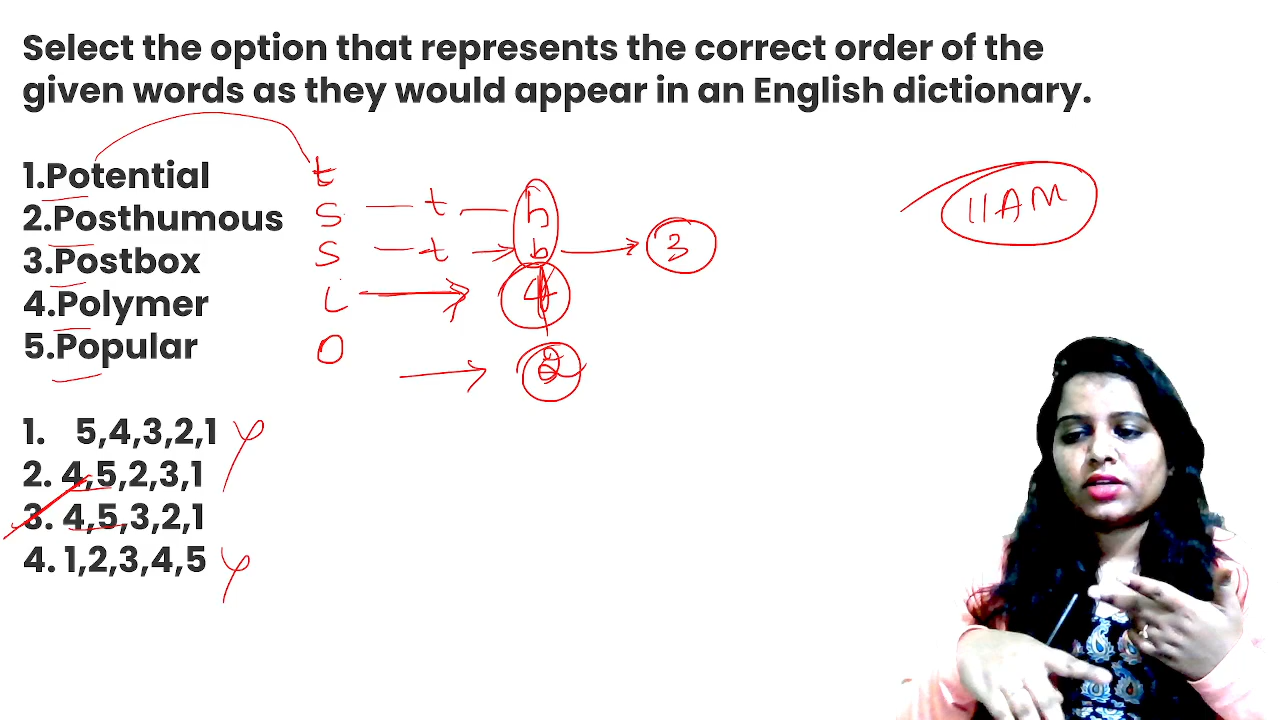 Select the option that represents the correct order of the
given words as they would appear in an English dictionary.
1.Potential t
2.Posthumous S t h
3.Postbox S t b 3
4.Polymer L 4
5.Popular O 2
11AM
1. 5,4,3,2,1
2. 4,5,2,3,1
3. 4,5,3,2,1
4. 1,2,3,4,5